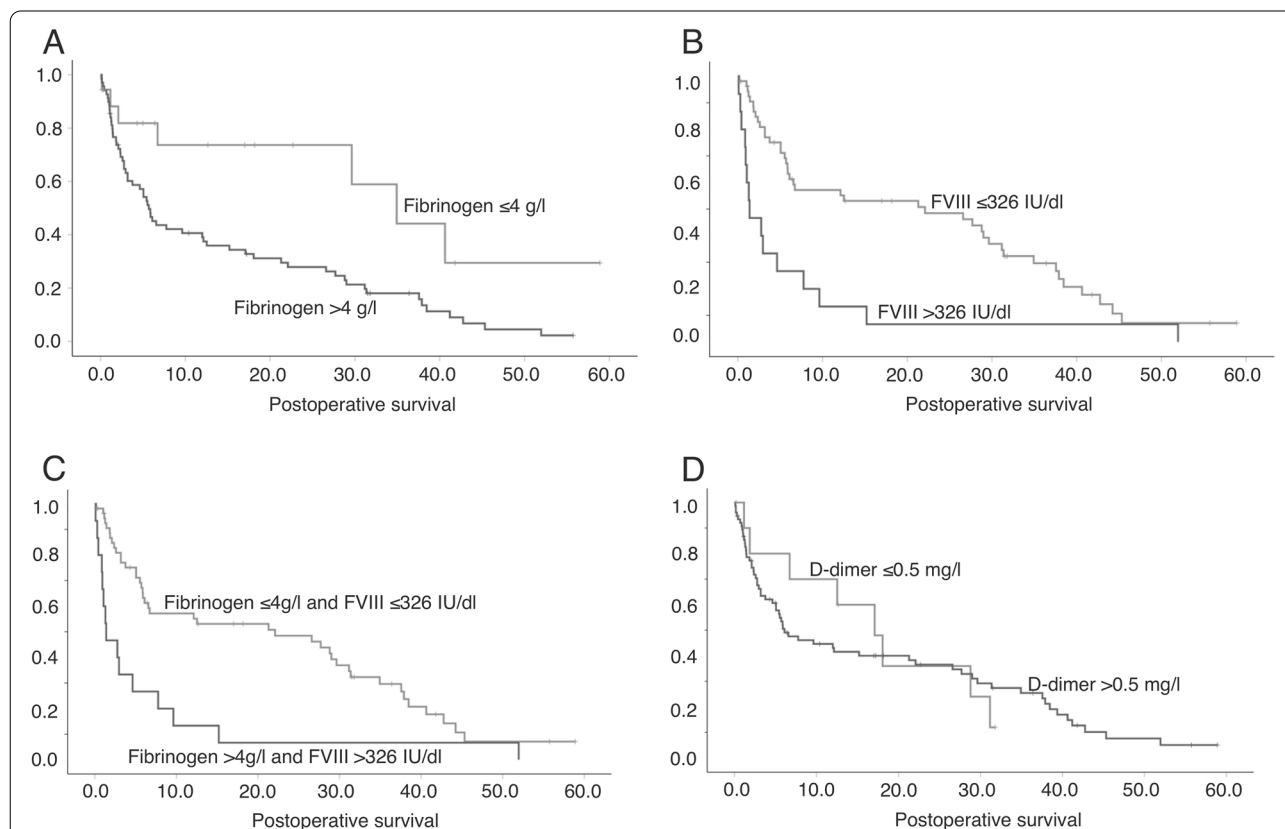 A
1.0
0.8
0.6
0.4
0.2
0.0
Fibrinogen ≤4 g/l
Fibrinogen >4 g/l
0.0 10.0 20.0 30.0 40.0 50.0 60.0
Postoperative survival
B
1.0
0.8
0.6
0.4
0.2
0.0
FVIII ≤326 IU/dl
FVIII >326 IU/dl
0.0 10.0 20.0 30.0 40.0 50.0 60.0
Postoperative survival
C
1.0
0.8
0.6
0.4
0.2
0.0
Fibrinogen ≤4g/l and FVIII ≤326 IU/dl
Fibrinogen >4g/l and FVIII >326 IU/dl
0.0 10.0 20.0 30.0 40.0 50.0 60.0
Postoperative survival
D
1.0
0.8
0.6
0.4
0.2
0.0
D-dimer ≤0.5 mg/l
D-dimer >0.5 mg/l
0.0 10.0 20.0 30.0 40.0 50.0 60.0
Postoperative survival